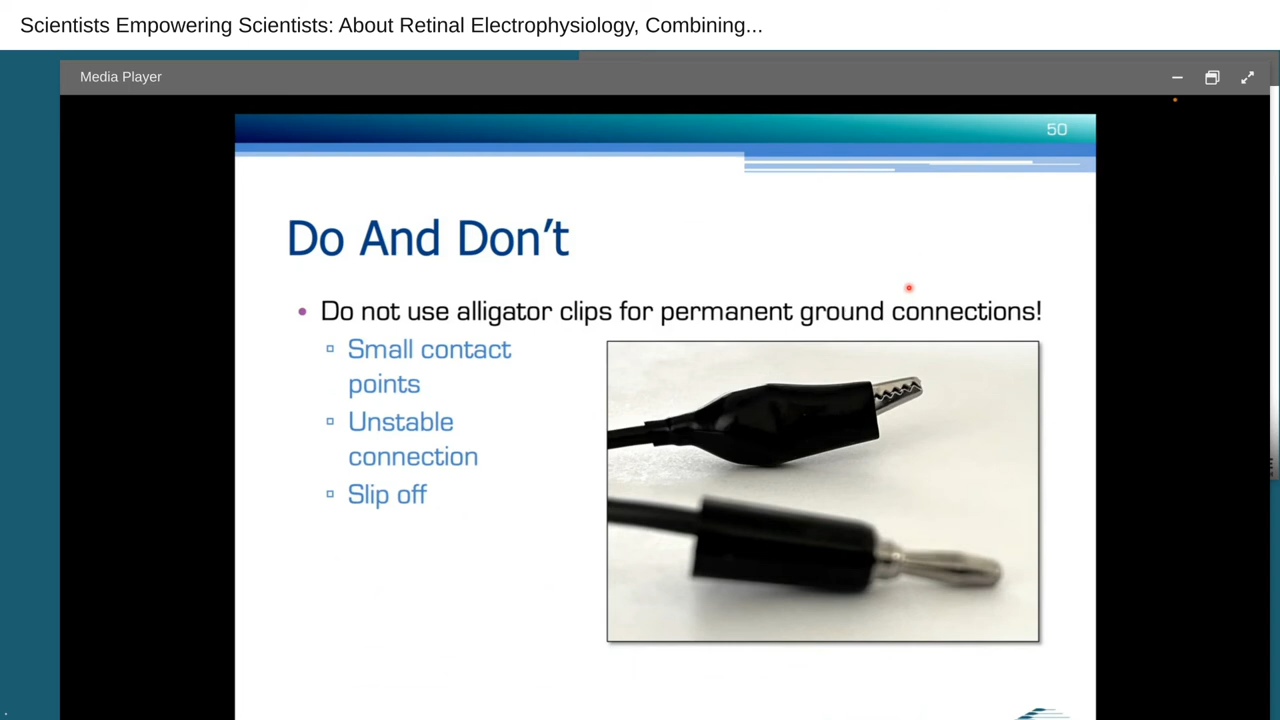 Scientists Empowering Scientists: About Retinal Electrophysiology, Combining...
Media Player
50
Do And Don't
Do not use alligator clips for permanent ground connections!
Small contact
points
Unstable
connection
Slip off